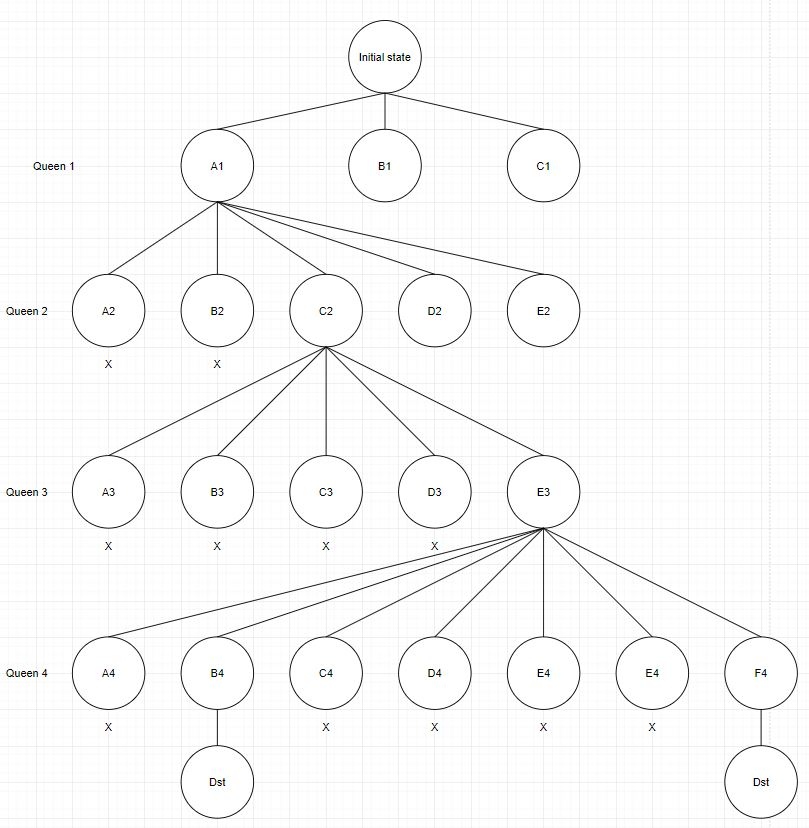 Initial state
Queen 1
A1
B1
C1
Queen 2
A2
B2
C2
D2
E2
X
X
Queen 3
A3
B3
C3
D3
E3
X
X
X
X
Queen 4
A4
B4
C4
D4
E4
E4
F4
X
X
X
X
X
Dst
Dst